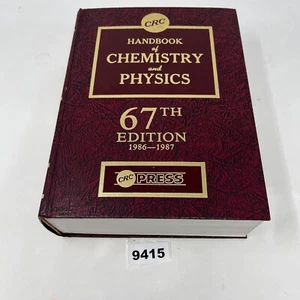 CRC
HANDBOOK
of
CHEMISTRY
and
PHYSICS
67TH
EDITION
1986—1987
CRC PRESS
9415